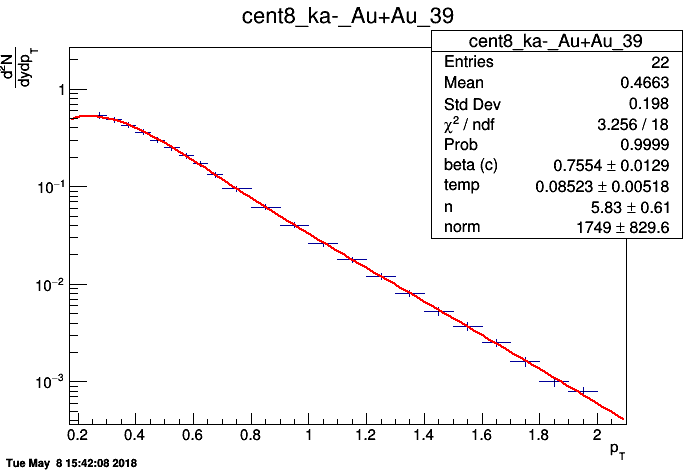 cent8_ka-_Au+Au_39
d²N
dydp_T
cent8_ka-_Au+Au_39
Entries 22
Mean 0.4663
Std Dev 0.198
χ² / ndf 3.256 / 18
Prob 0.9999
beta (c) 0.7554 ± 0.0129
temp 0.08523 ± 0.00518
n 5.83 ± 0.61
norm 1749 ± 829.6
1
10⁻¹
10⁻²
10⁻³
0.2 0.4 0.6 0.8 1 1.2 1.4 1.6 1.8 2
p_T
Tue May 8 15:42:08 2018